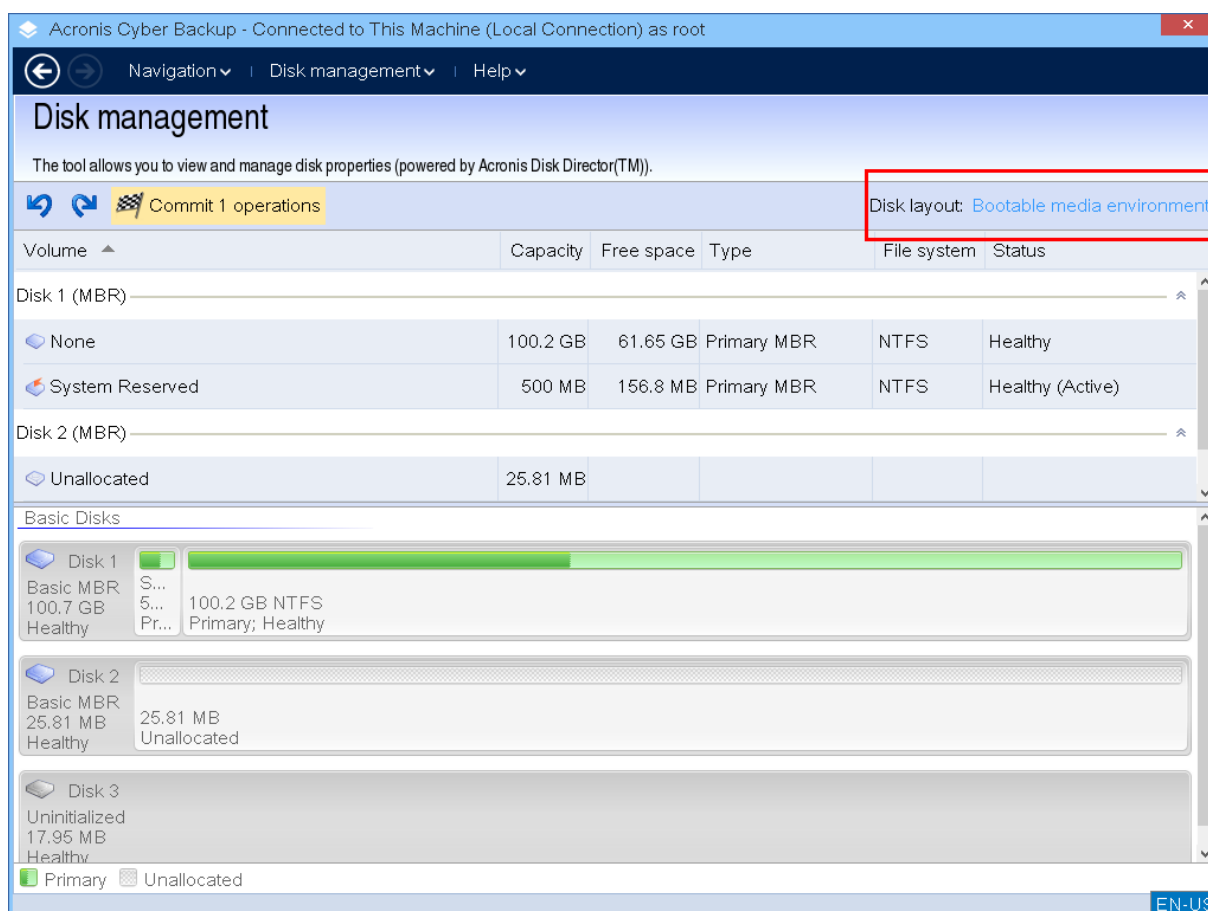 Acronis Cyber Backup - Connected to This Machine (Local Connection) as root
Navigation Disk management Help
Disk management
The tool allows you to view and manage disk properties (powered by Acronis Disk Director(TM)).
Commit 1 operations Disk layout: Bootable media environment
Volume Capacity Free space Type File system Status
Disk 1 (MBR)
None 100.2 GB 61.65 GB Primary MBR NTFS Healthy
System Reserved 500 MB 156.8 MB Primary MBR NTFS Healthy (Active)
Disk 2 (MBR)
Unallocated 25.81 MB
Basic Disks
Disk 1
Basic MBR
100.7 GB
Healthy
S...
5...
Pr...
100.2 GB NTFS
Primary; Healthy
Disk 2
Basic MBR
25.81 MB
Healthy
25.81 MB
Unallocated
Disk 3
Uninitialized
17.95 MB
Healthy
Primary Unallocated
EN-US